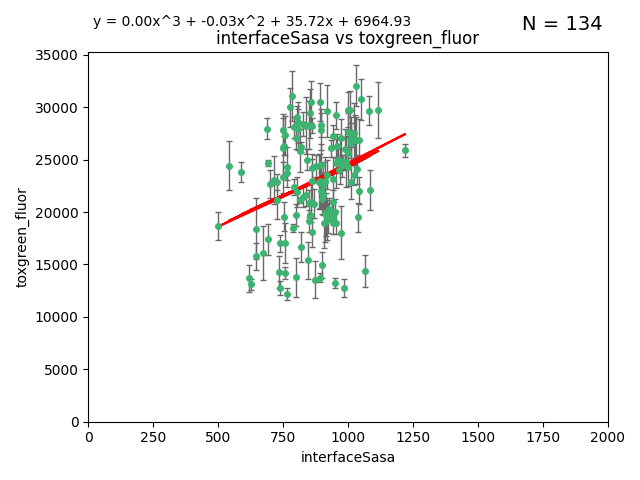 y = 0.00x^3 + -0.03x^2 + 35.72x + 6964.93
N = 134
interfaceSasa vs toxgreen_fluor
35000
30000
25000
20000
15000
10000
5000
0
toxgreen_fluor
0 250 500 750 1000 1250 1500 1750 2000
interfaceSasa